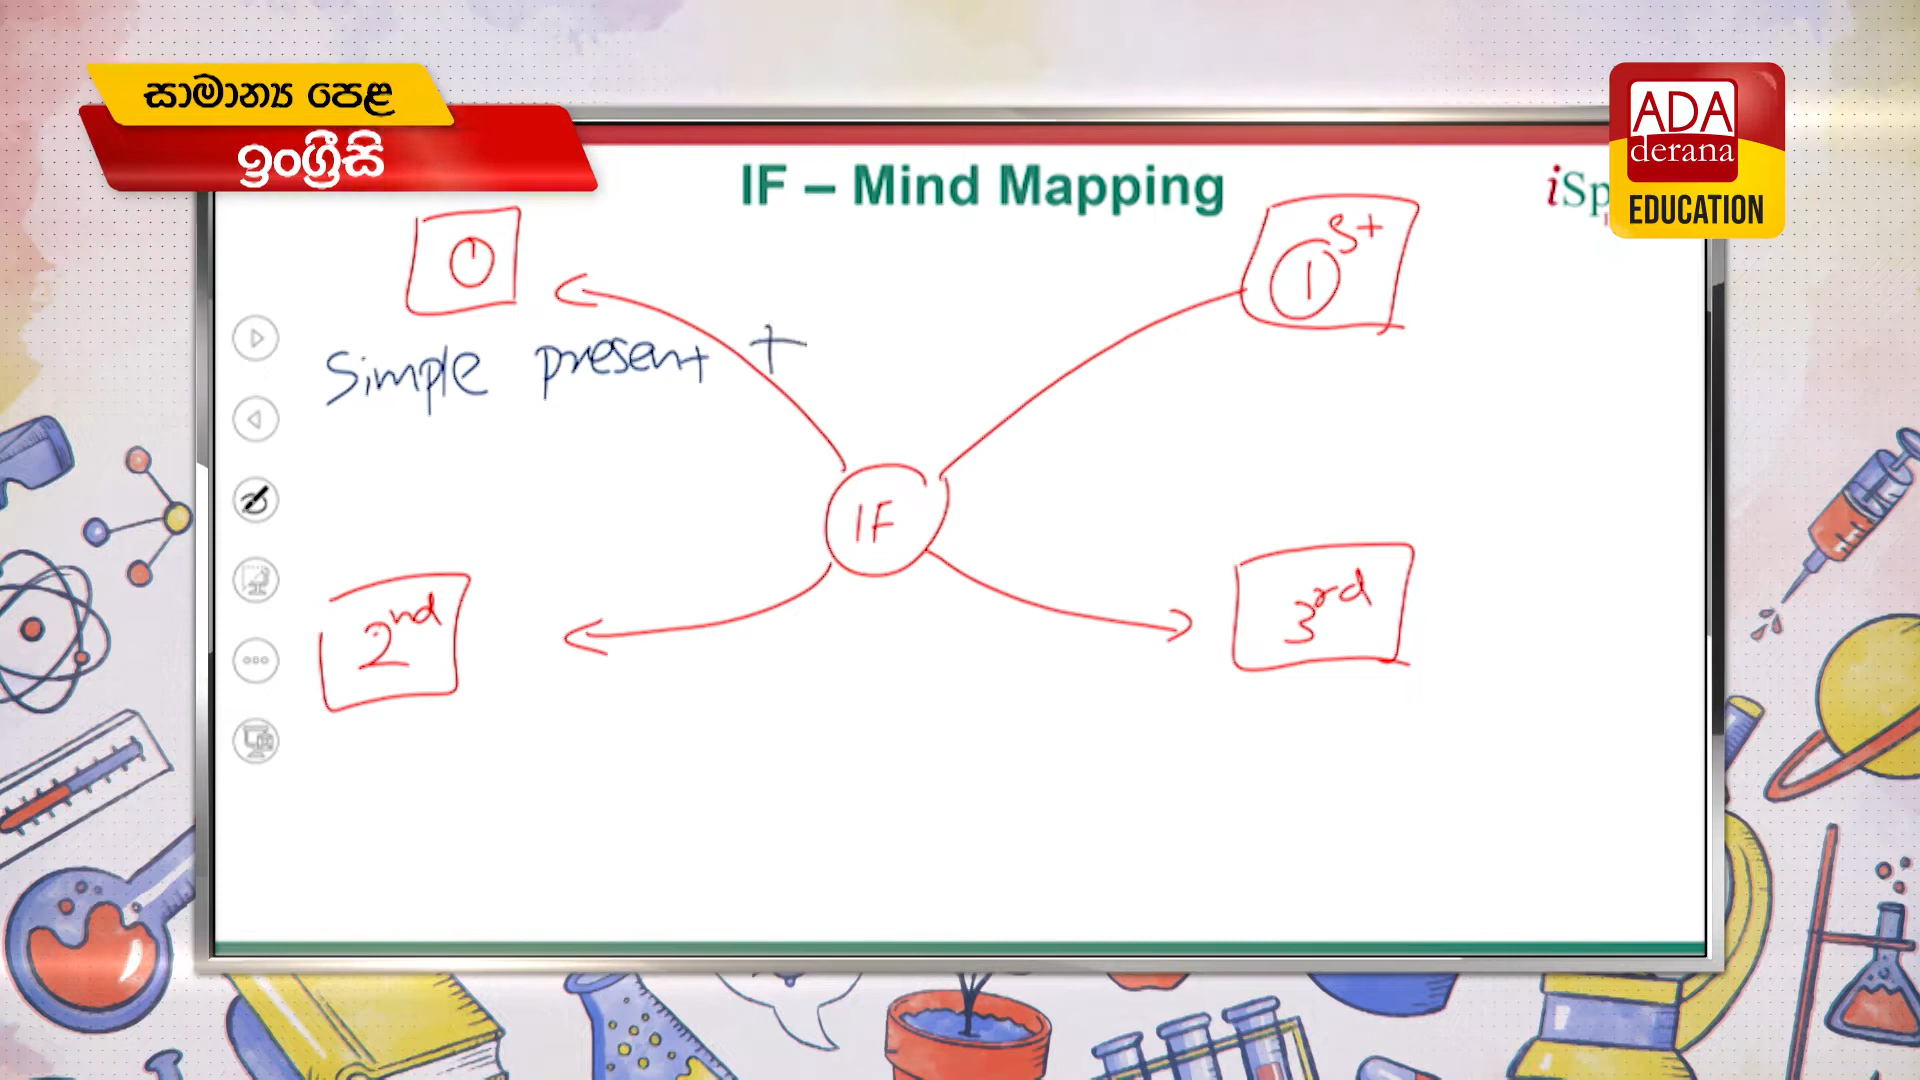 සාමාන්‍ය පෙළ
ඉංග්‍රීසි
ADA
derana
EDUCATION
IF – Mind Mapping
iSp
0
1st
simple present +
IF
2nd
3rd